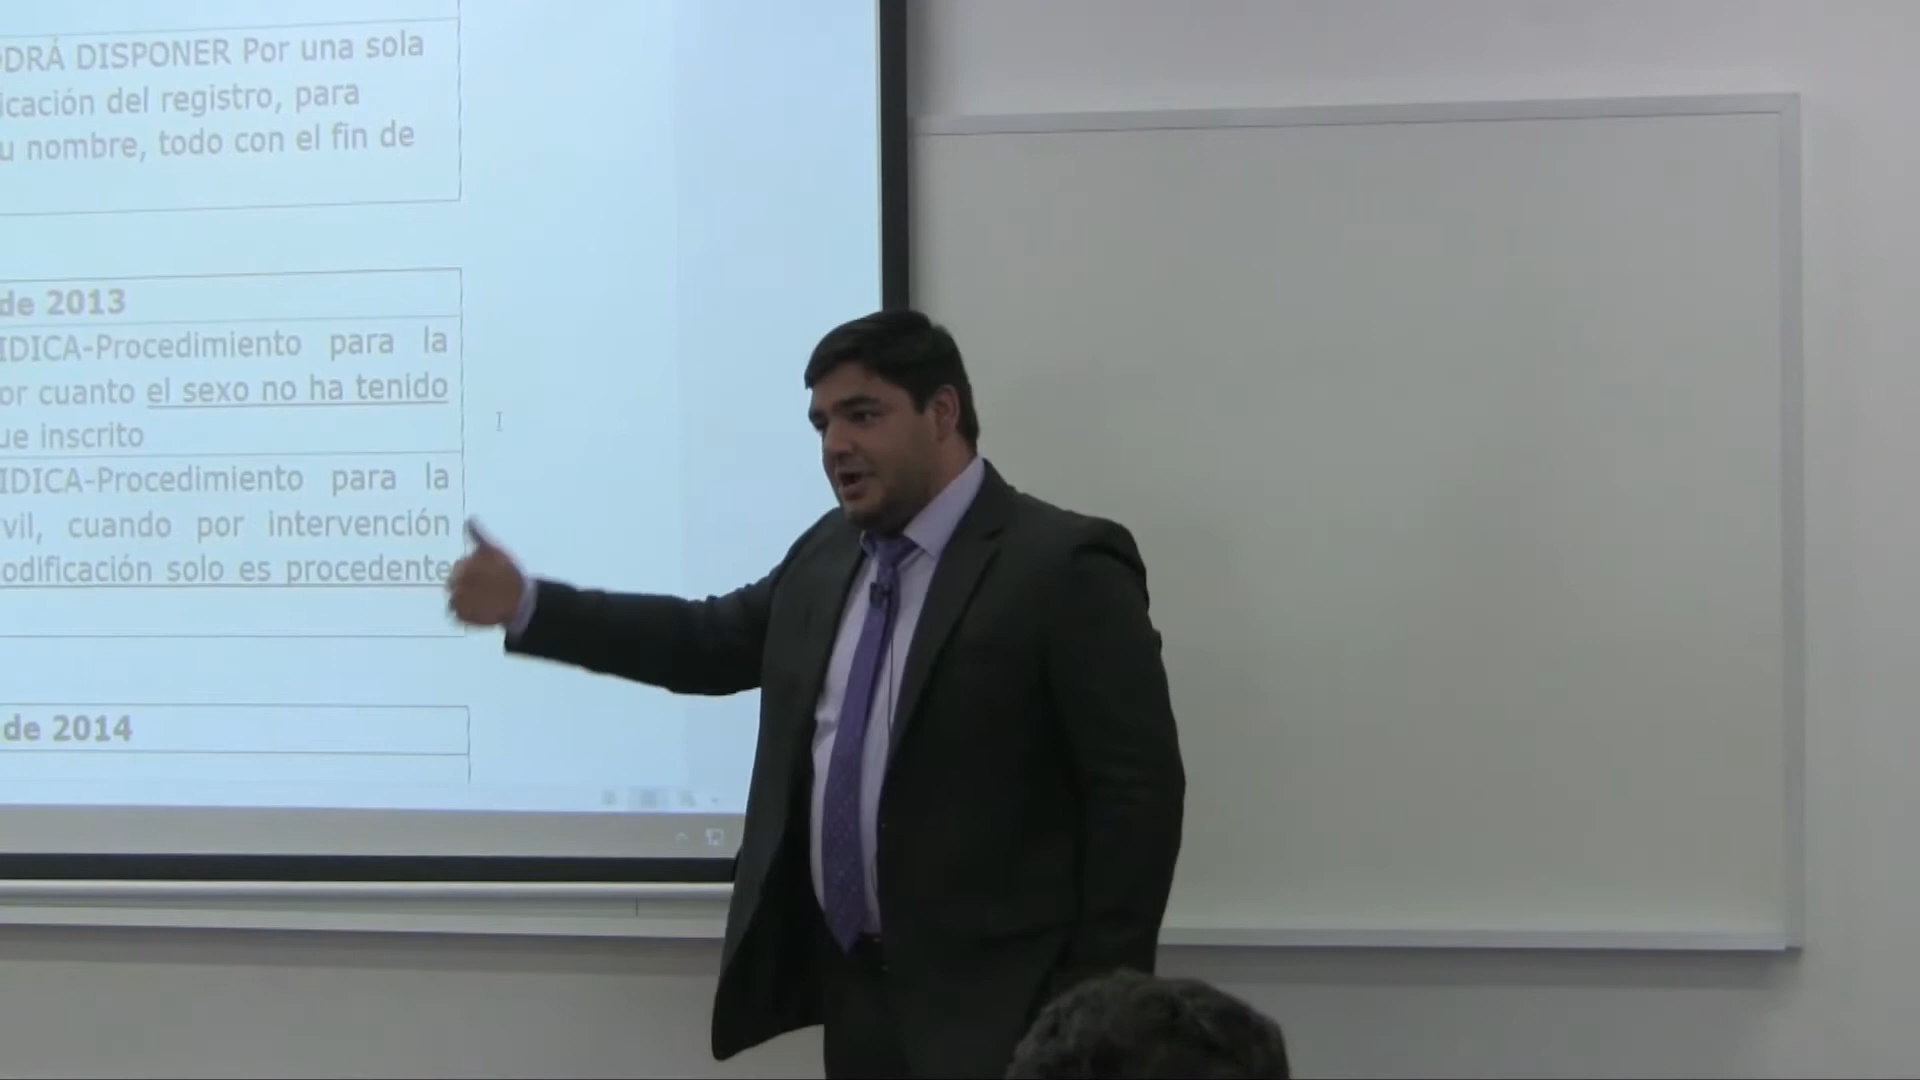 DRÁ DISPONER Por una sola
icación del registro, para
u nombre, todo con el fin de
de 2013
IDICA-Procedimiento para la
or cuanto el sexo no ha tenido
ue inscrito
IDICA-Procedimiento para la
vil, cuando por intervención
odificación solo es procedente
de 2014